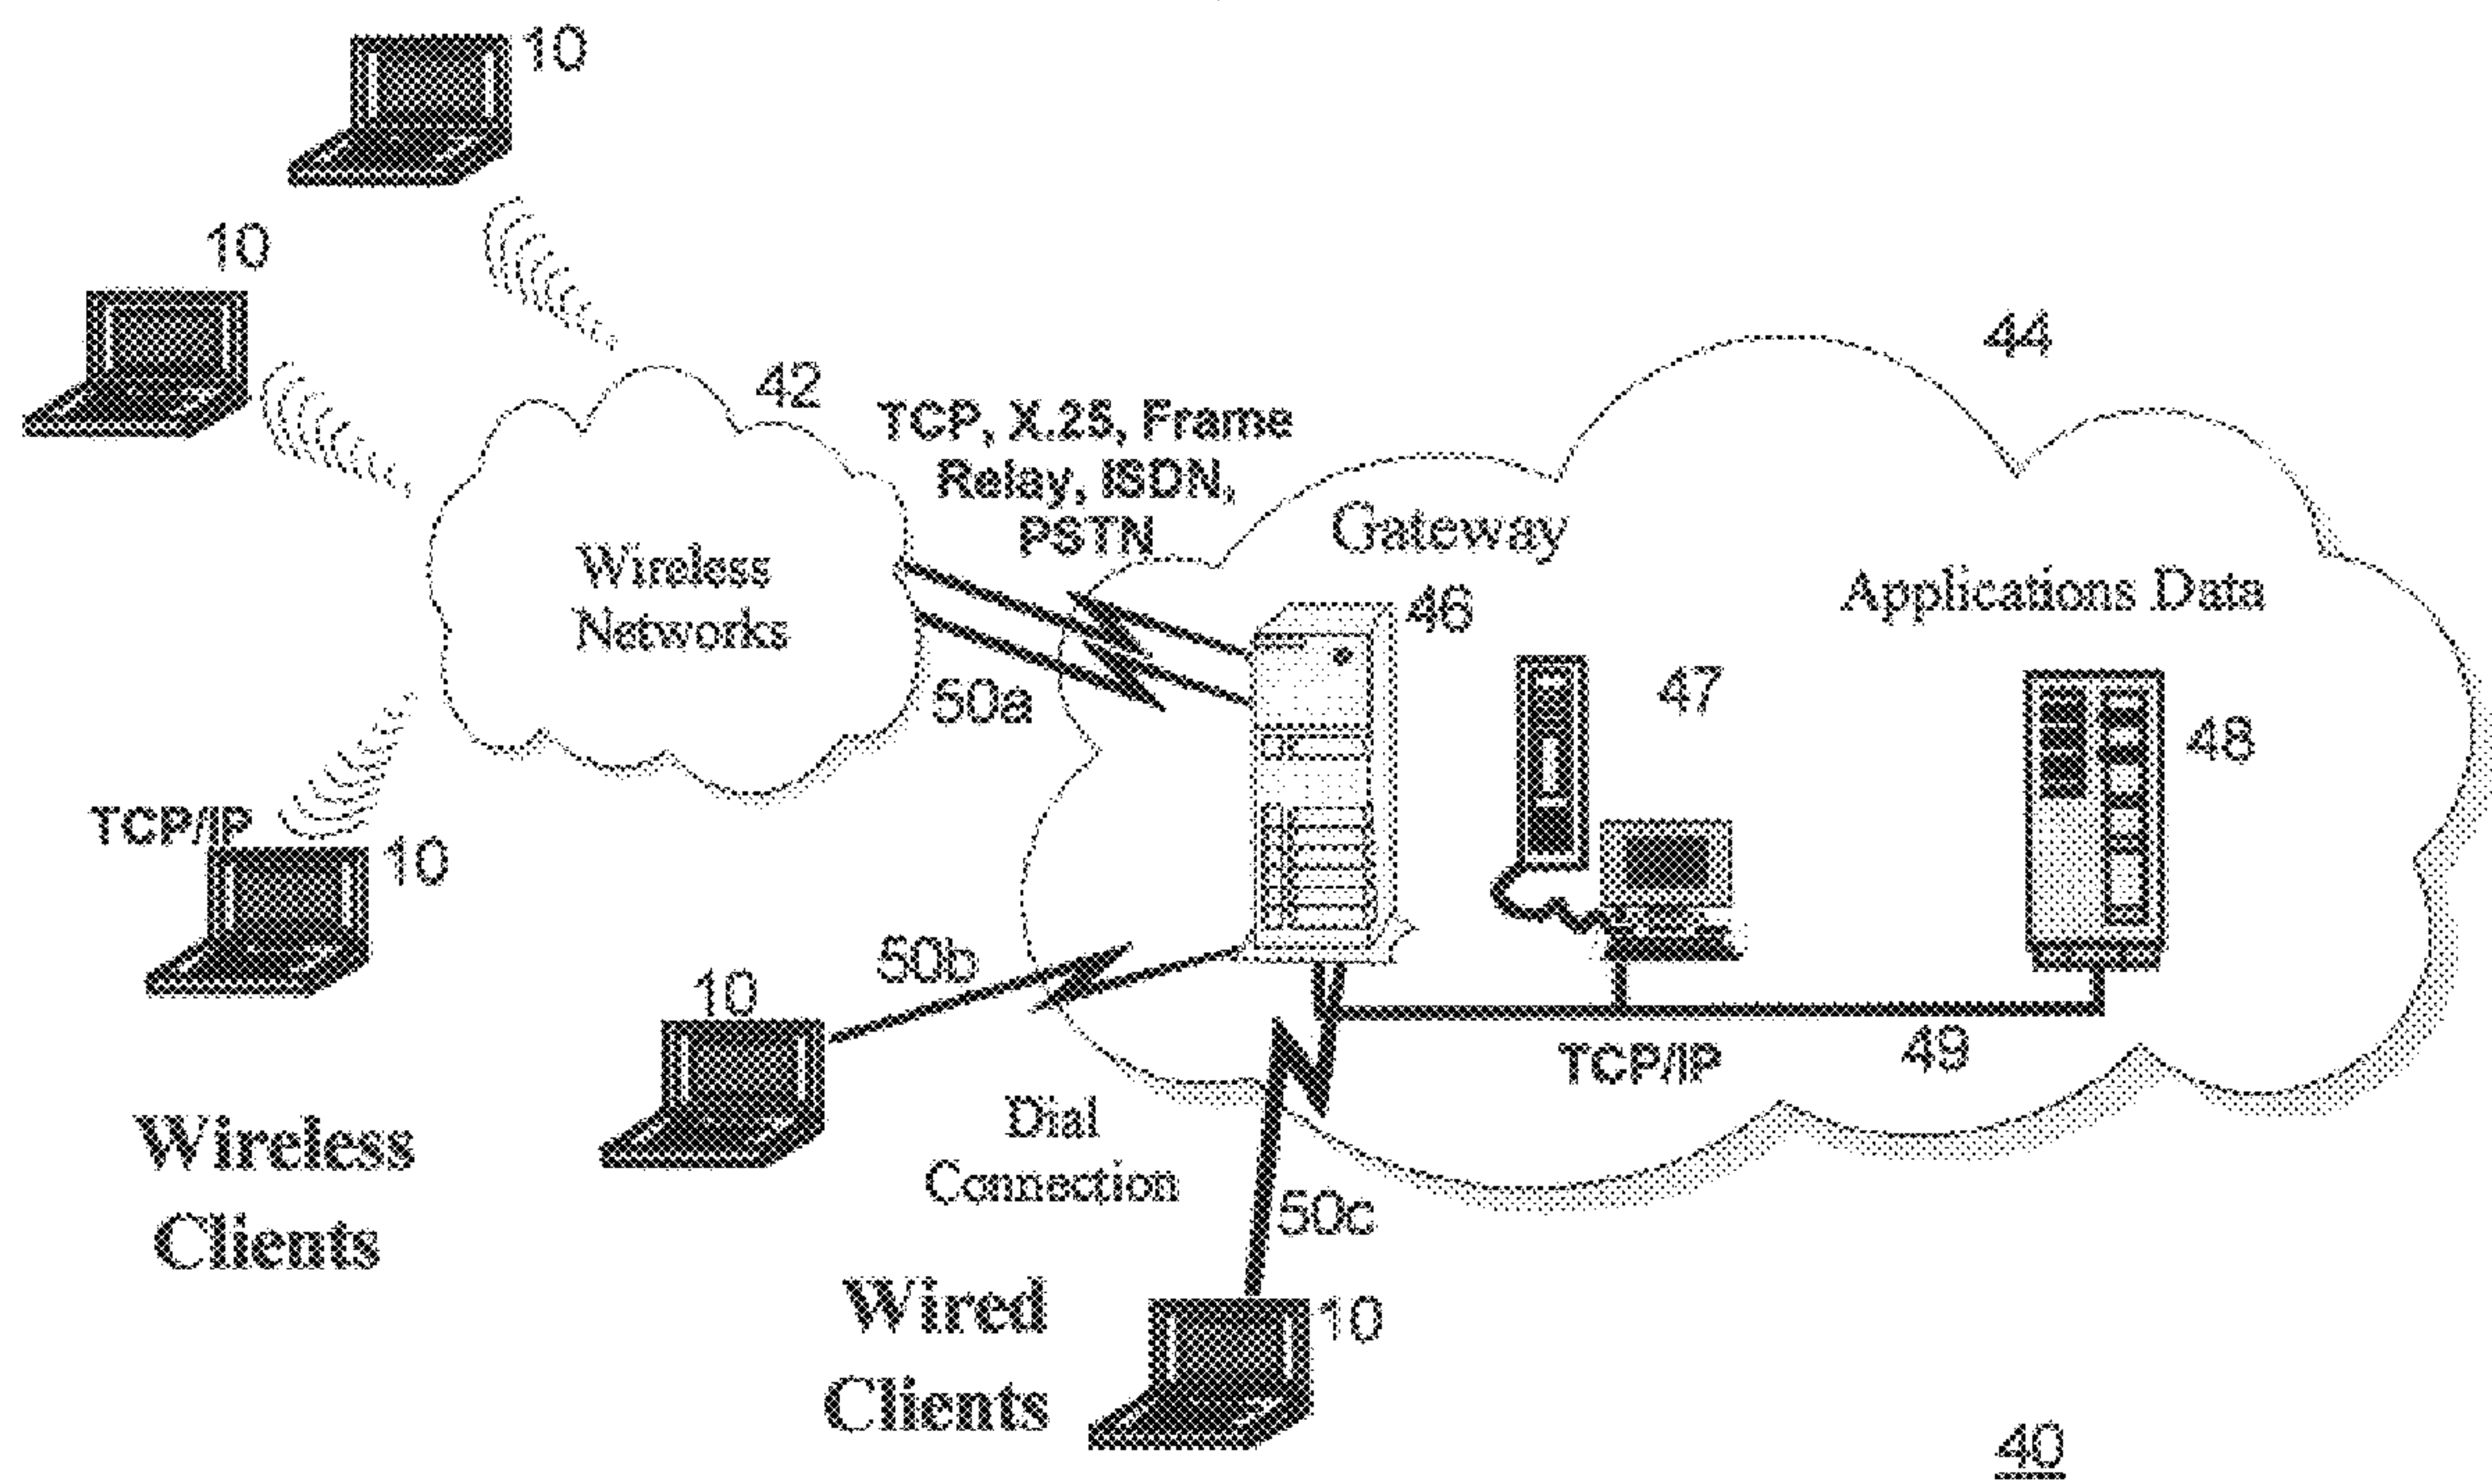 10
10
42
44
TCP, X.25, Frame
Relay, ISDN,
PSTN
Gateway
46
Wireless
Networks
Applications Data
50a
47
48
TCP/IP
10
10
50b
TCP/IP
49
Dial
Connection
Wireless
Clients
50c
Wired
Clients
10
40